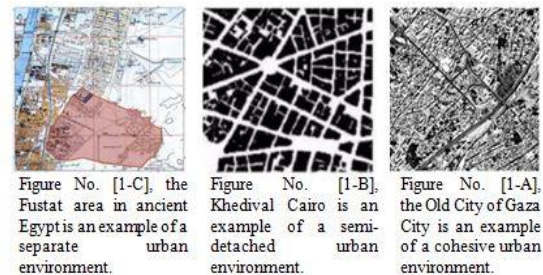 Figure No. [1-C], the
Fustat area in ancient
Egypt is an example of a
separate urban
environment.
Figure No. [1-B],
Khedival Cairo is an
example of a semi-
detached urban
environment.
Figure No. [1-A],
the Old City of Gaza
City is an example
of a cohesive urban
environment.